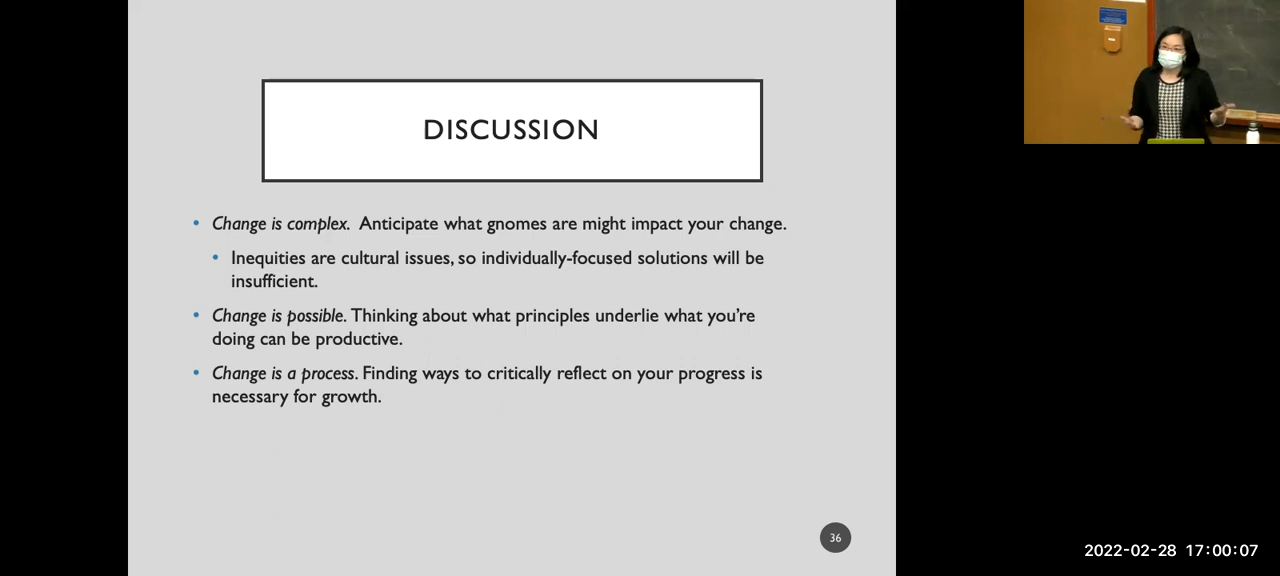 DISCUSSION
• Change is complex. Anticipate what gnomes are might impact your change.
• Inequities are cultural issues, so individually-focused solutions will be
insufficient.
• Change is possible. Thinking about what principles underlie what you're
doing can be productive.
• Change is a process. Finding ways to critically reflect on your progress is
necessary for growth.
36
2022-02-28 17:00:07